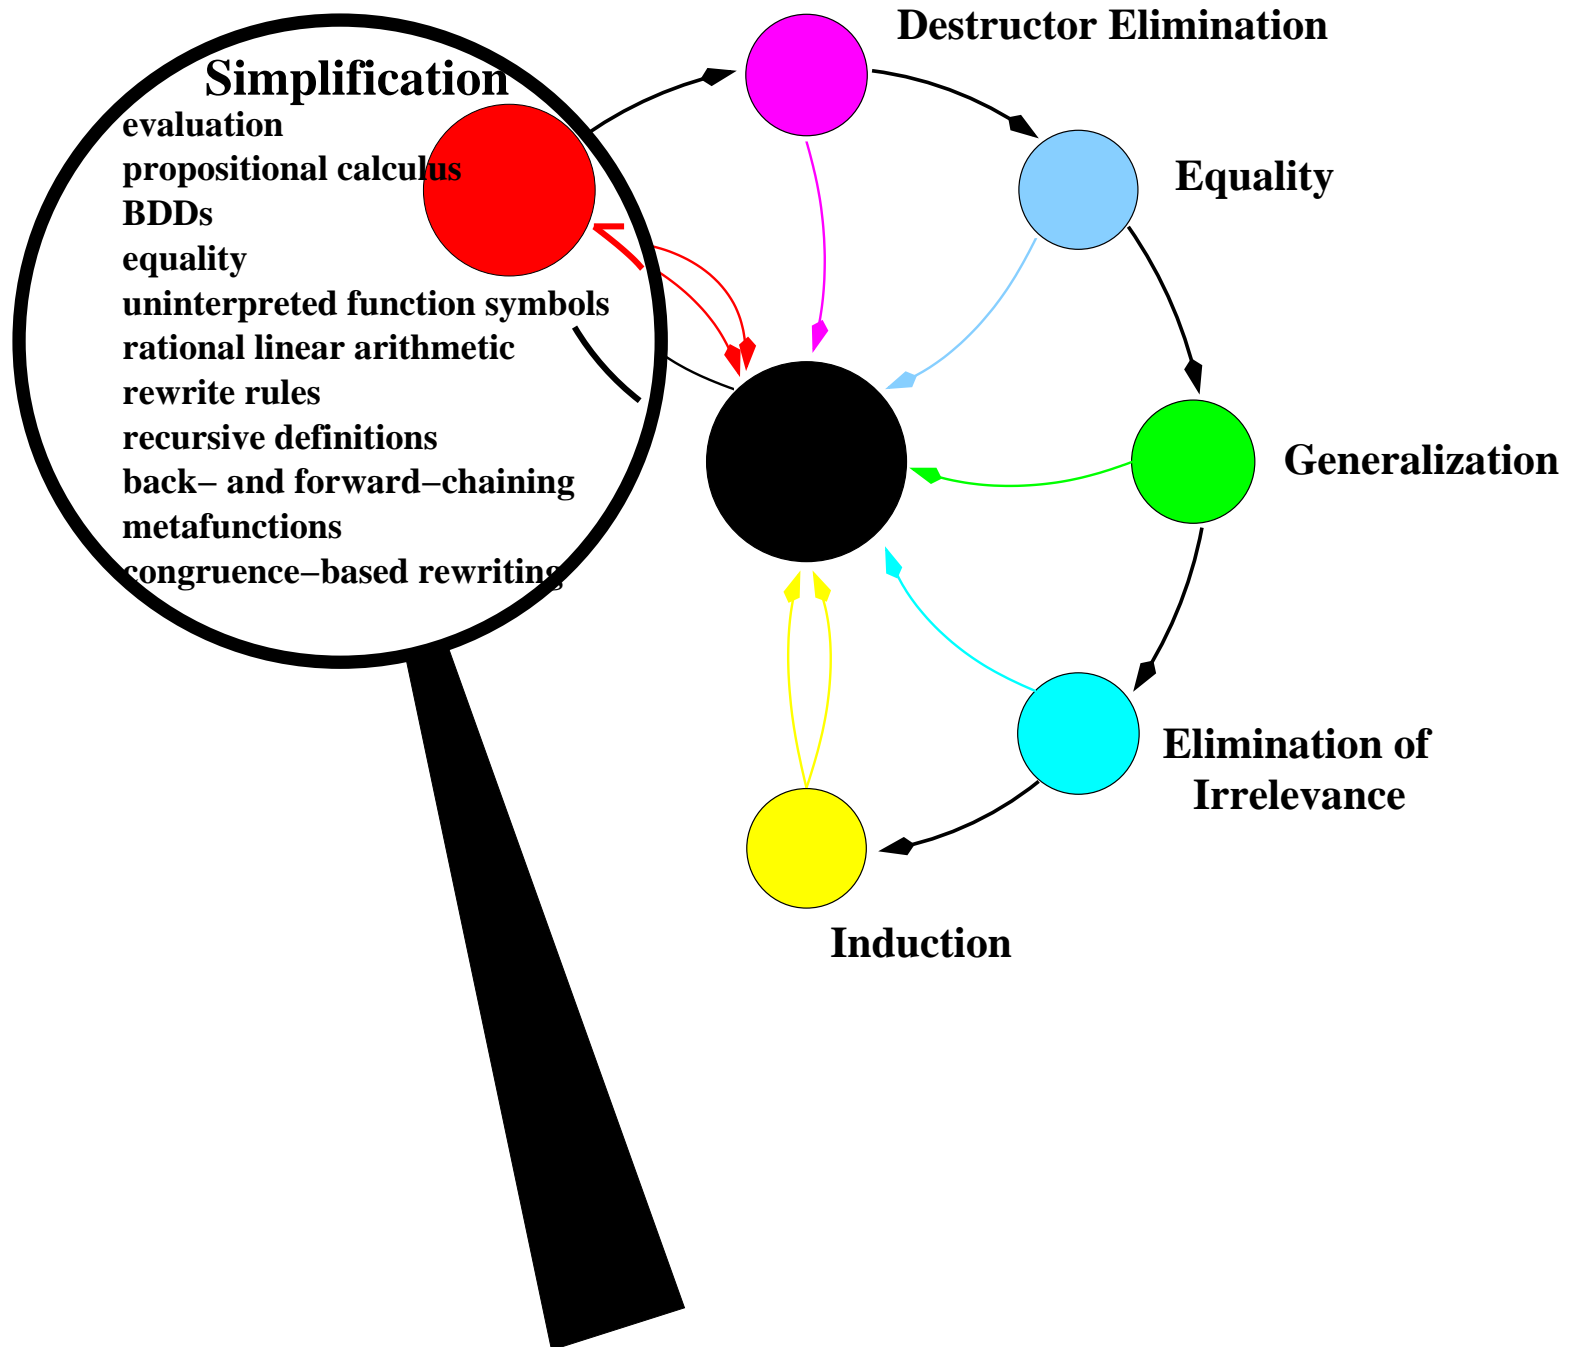 Destructor Elimination
Simplification
evaluation
propositional calculus
BDDs
equality
uninterpreted function symbols
rational linear arithmetic
rewrite rules
recursive definitions
back− and forward−chaining
metafunctions
congruence−based rewriting
Equality
Generalization
Elimination of
Irrelevance
Induction